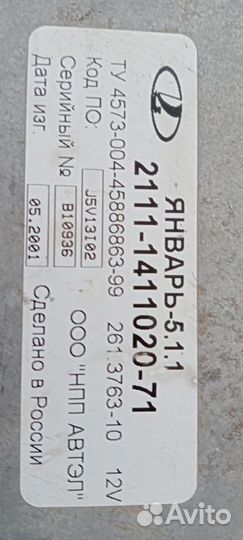 ЯНВАРЬ-5.1.1
2111-1411020-71
ТУ 4573-004-45886863-99 261.3763-10 12V
Код ПО: J5V13I02 ООО "НПП АВТЭЛ"
Серийный № B10936
Дата изг. 05.2001 Сделано в России
Avito